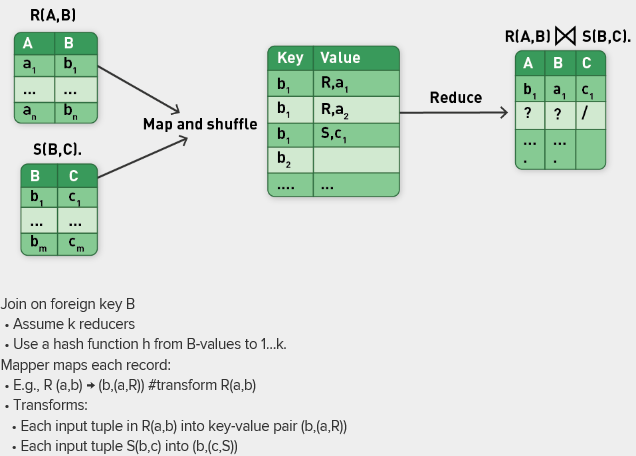 R(A,B)
A B
a1 b1
... ...
an bn
S(B,C).
B C
b1 c1
... ...
bm cm
Map and shuffle
Key Value
b1 R,a1
b1 R,a2
b1 S,c1
b2
.... ...
Reduce
R(A,B) ⋈ S(B,C).
A B C
b1 a1 c1
? ? /
... ...
. .
Join on foreign key B
• Assume k reducers
• Use a hash function h from B-values to 1...k.
Mapper maps each record:
• E.g., R (a,b) → (b,(a,R)) #transform R(a,b)
• Transforms:
• Each input tuple in R(a,b) into key-value pair (b,(a,R))
• Each input tuple S(b,c) into (b,(c,S))